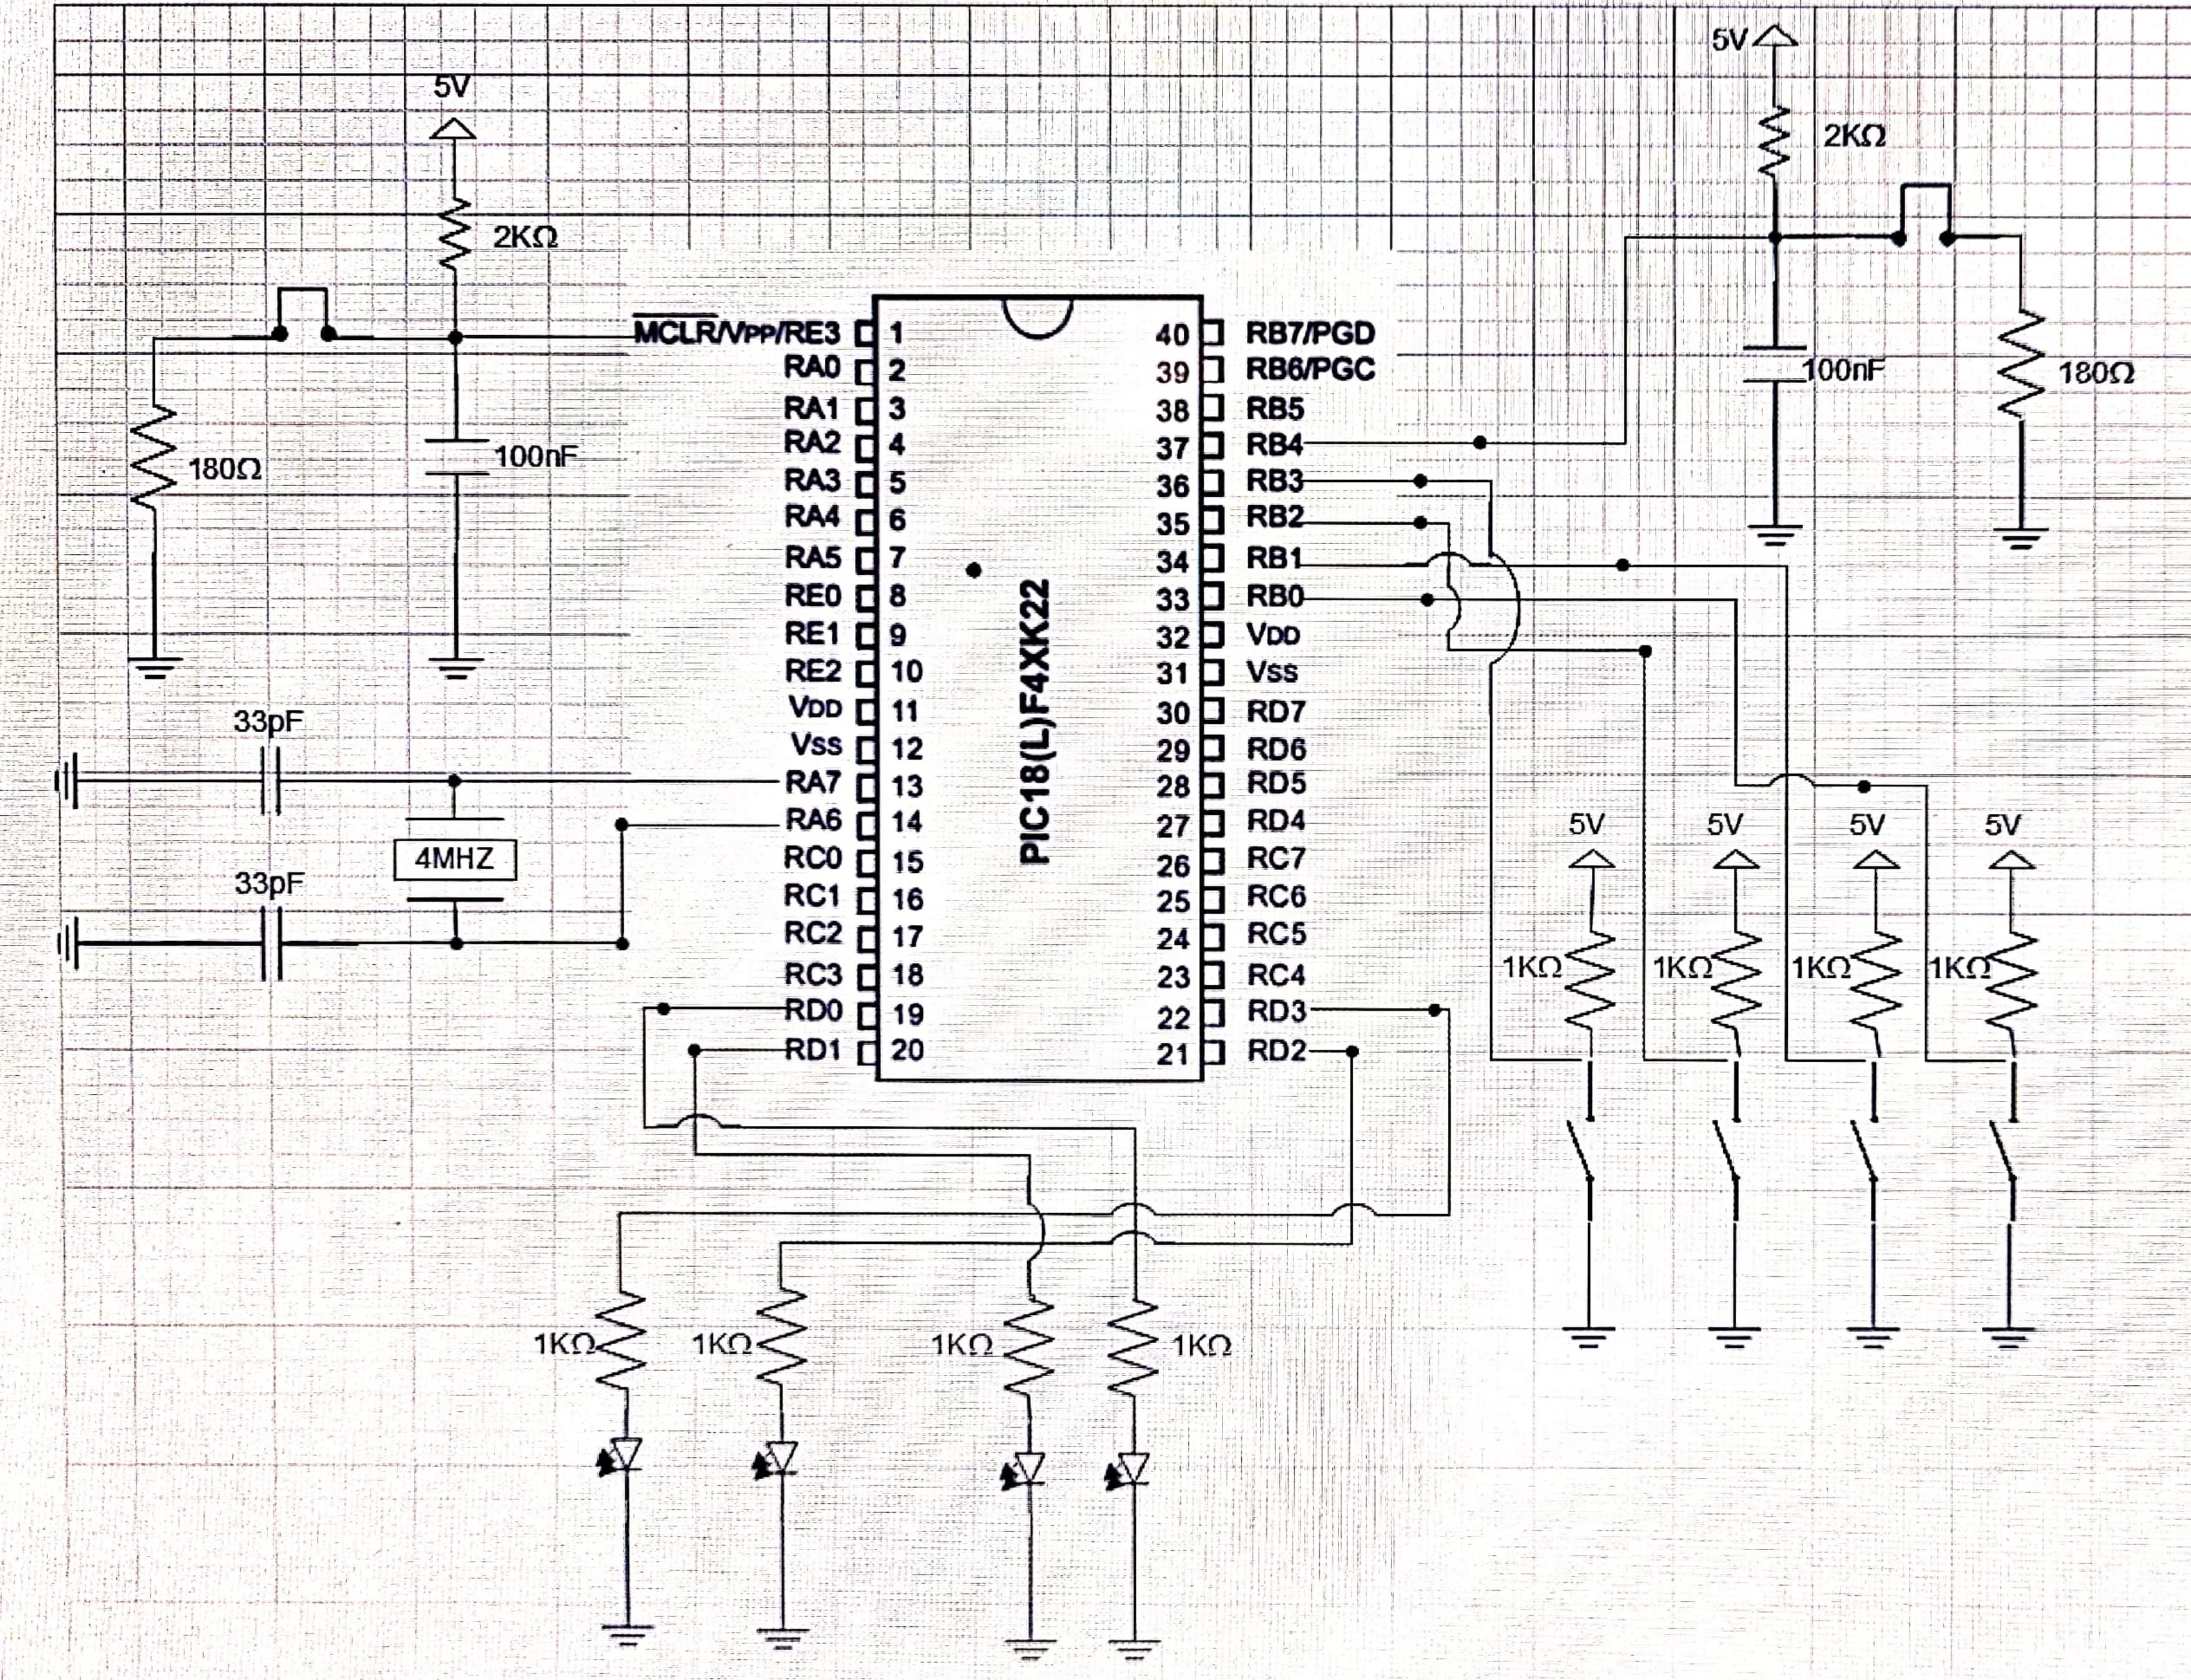 5V
2KΩ
100nF
180Ω
5V
2KΩ
100nF
180Ω
MCLR/VPP/RE3 1
RA0 2
RA1 3
RA2 4
RA3 5
RA4 6
RA5 7
RE0 8
RE1 9
RE2 10
VDD 11
VSS 12
RA7 13
RA6 14
RC0 15
RC1 16
RC2 17
RC3 18
RD0 19
RD1 20
PIC18(L)F4XK22
40 RB7/PGD
39 RB6/PGC
38 RB5
37 RB4
36 RB3
35 RB2
34 RB1
33 RB0
32 VDD
31 VSS
30 RD7
29 RD6
28 RD5
27 RD4
26 RC7
25 RC6
24 RC5
23 RC4
22 RD3
21 RD2
33pF
4MHZ
33pF
5V 5V 5V 5V
1KΩ 1KΩ 1KΩ 1KΩ
1KΩ 1KΩ 1KΩ 1KΩ